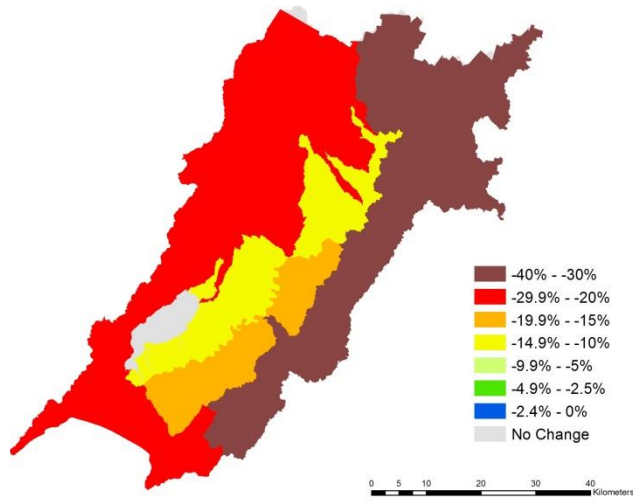 -40% - -30%
-29.9% - -20%
-19.9% - -15%
-14.9% - -10%
-9.9% - -5%
-4.9% - -2.5%
-2.4% - 0%
No Change
0 5 10 20 30 40
Kilometers